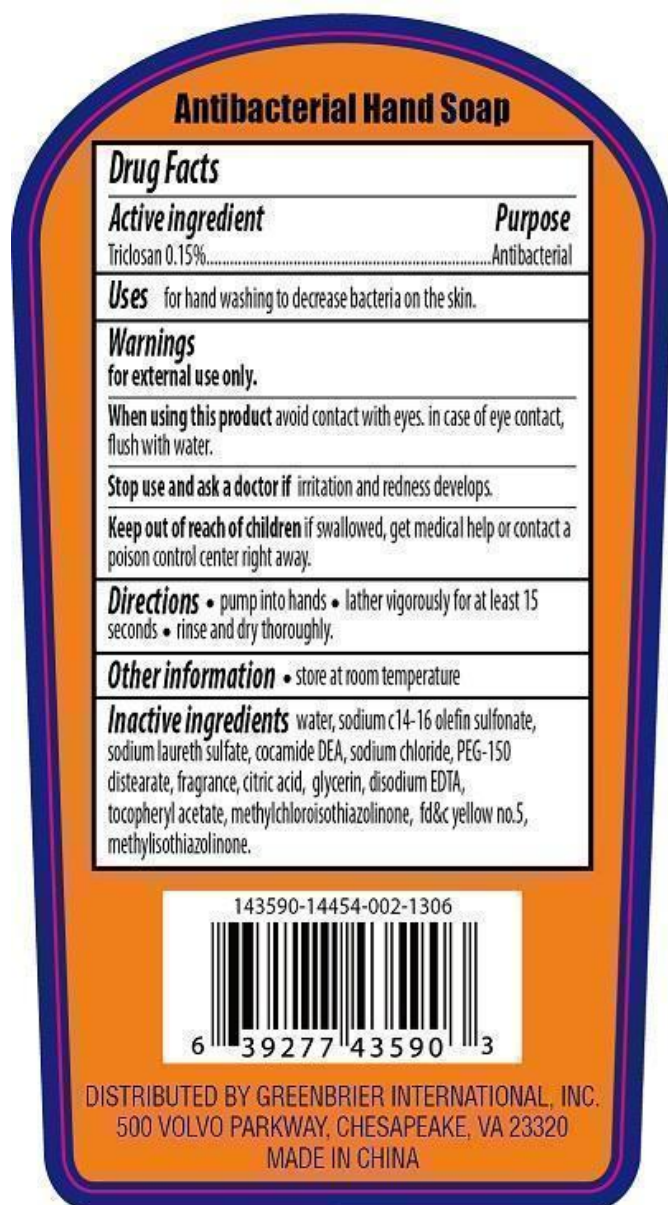 Antibacterial Hand Soap
Drug Facts
Active ingredient Purpose
Triclosan 0.15%..........................................................................Antibacterial
Uses for hand washing to decrease bacteria on the skin.
Warnings
for external use only.
When using this product avoid contact with eyes. in case of eye contact,
flush with water.
Stop use and ask a doctor if irritation and redness develops.
Keep out of reach of children if swallowed, get medical help or contact a
poison control center right away.
Directions • pump into hands • lather vigorously for at least 15
seconds • rinse and dry thoroughly.
Other information • store at room temperature
Inactive ingredients water, sodium c14-16 olefin sulfonate,
sodium laureth sulfate, cocamide DEA, sodium chloride, PEG-150
distearate, fragrance, citric acid, glycerin, disodium EDTA,
tocopheryl acetate, methylchloroisothiazolinone, fd&c yellow no.5,
methylisothiazolinone.
143590-14454-002-1306
6 39277 43590 3
DISTRIBUTED BY GREENBRIER INTERNATIONAL, INC.
500 VOLVO PARKWAY, CHESAPEAKE, VA 23320
MADE IN CHINA